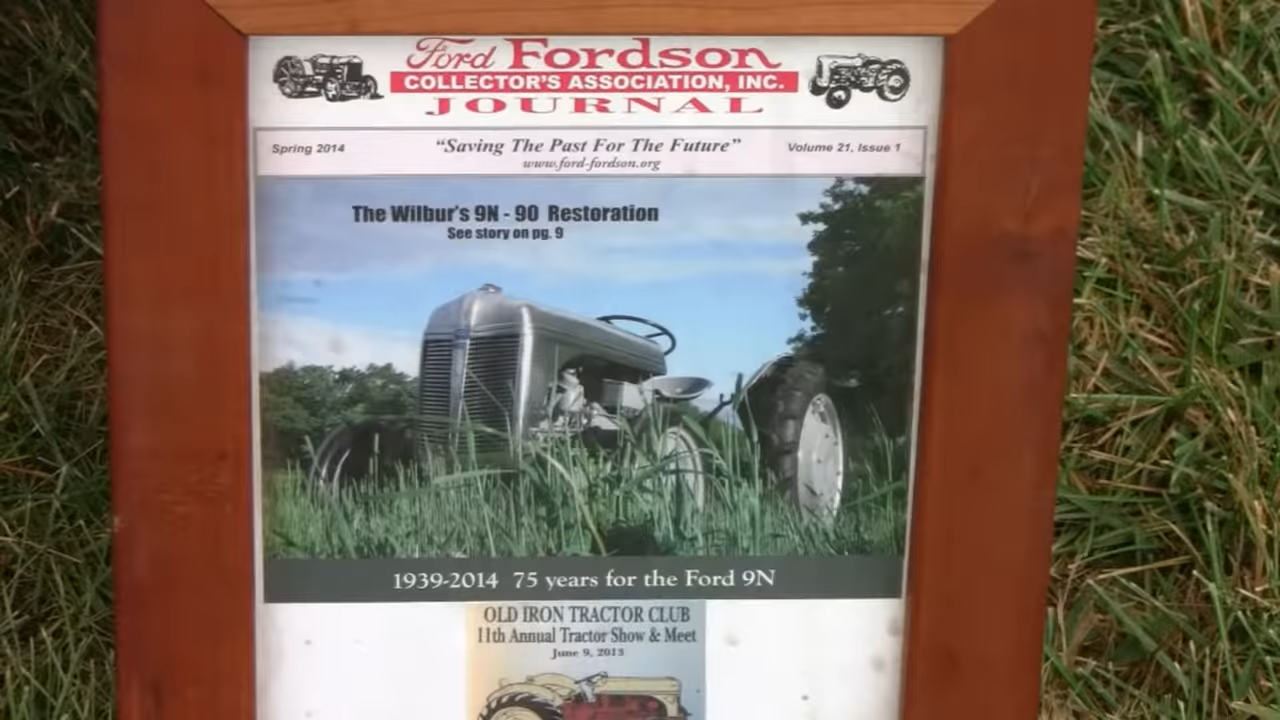 Ford Fordson
COLLECTOR'S ASSOCIATION, INC.
JOURNAL
Spring 2014
"Saving The Past For The Future"
Volume 21, Issue 1
www.ford-fordson.org
The Wilbur's 9N - 90 Restoration
See story on pg. 9
1939-2014 75 years for the Ford 9N
OLD IRON TRACTOR CLUB
11th Annual Tractor Show & Meet
June 9, 2013